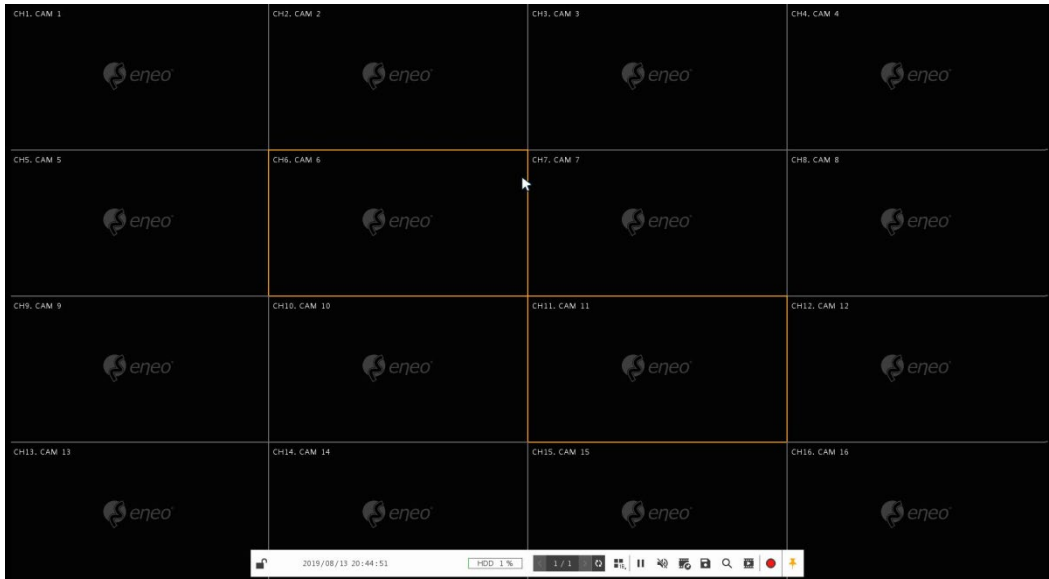 CH1. CAM 1
CH2. CAM 2
CH3. CAM 3
CH4. CAM 4
eneo
eneo
eneo
eneo
CH5. CAM 5
CH6. CAM 6
CH7. CAM 7
CH8. CAM 8
eneo
eneo
eneo
eneo
CH9. CAM 9
CH10. CAM 10
CH11. CAM 11
CH12. CAM 12
eneo
eneo
eneo
eneo
CH13. CAM 13
CH14. CAM 14
CH15. CAM 15
CH16. CAM 16
eneo
eneo
eneo
eneo
2019/08/13 20:44:51
HDD 1 %
1 / 1